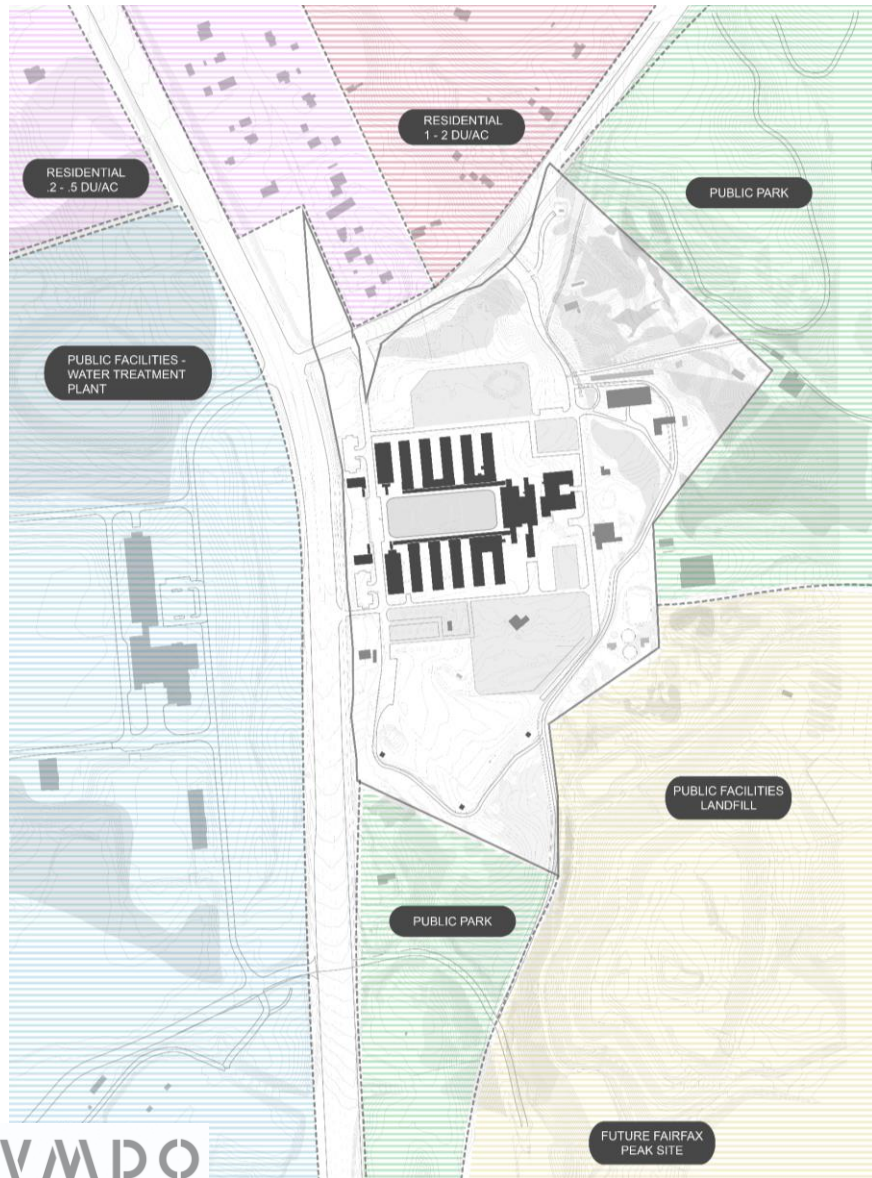 RESIDENTIAL
1 - 2 DU/AC
RESIDENTIAL
.2 - .5 DU/AC
PUBLIC PARK
PUBLIC FACILITIES -
WATER TREATMENT
PLANT
PUBLIC FACILITIES
LANDFILL
PUBLIC PARK
FUTURE FAIRFAX
PEAK SITE
VMDO